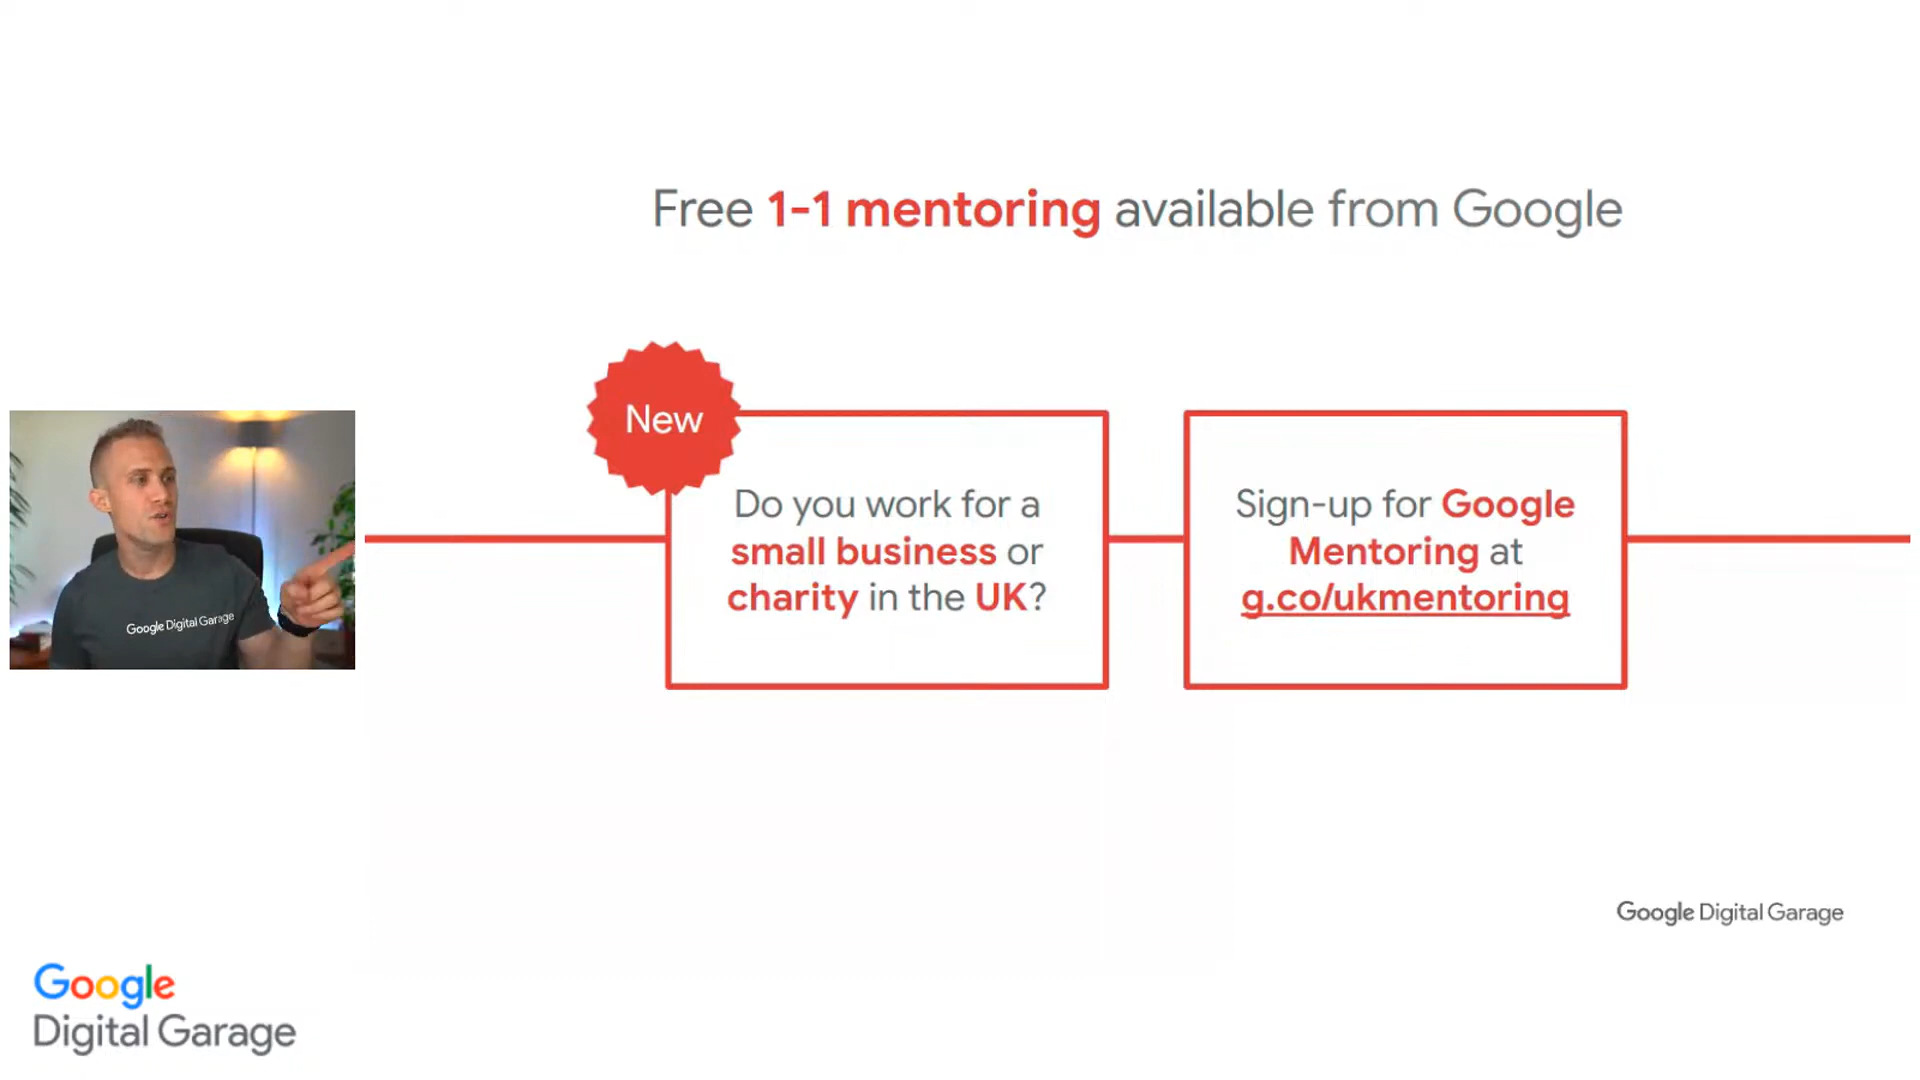 Free 1-1 mentoring available from Google
New
Do you work for a
small business or
charity in the UK?
Sign-up for Google
Mentoring at
g.co/ukmentoring
Google Digital Garage
Google Digital Garage
Google
Digital Garage